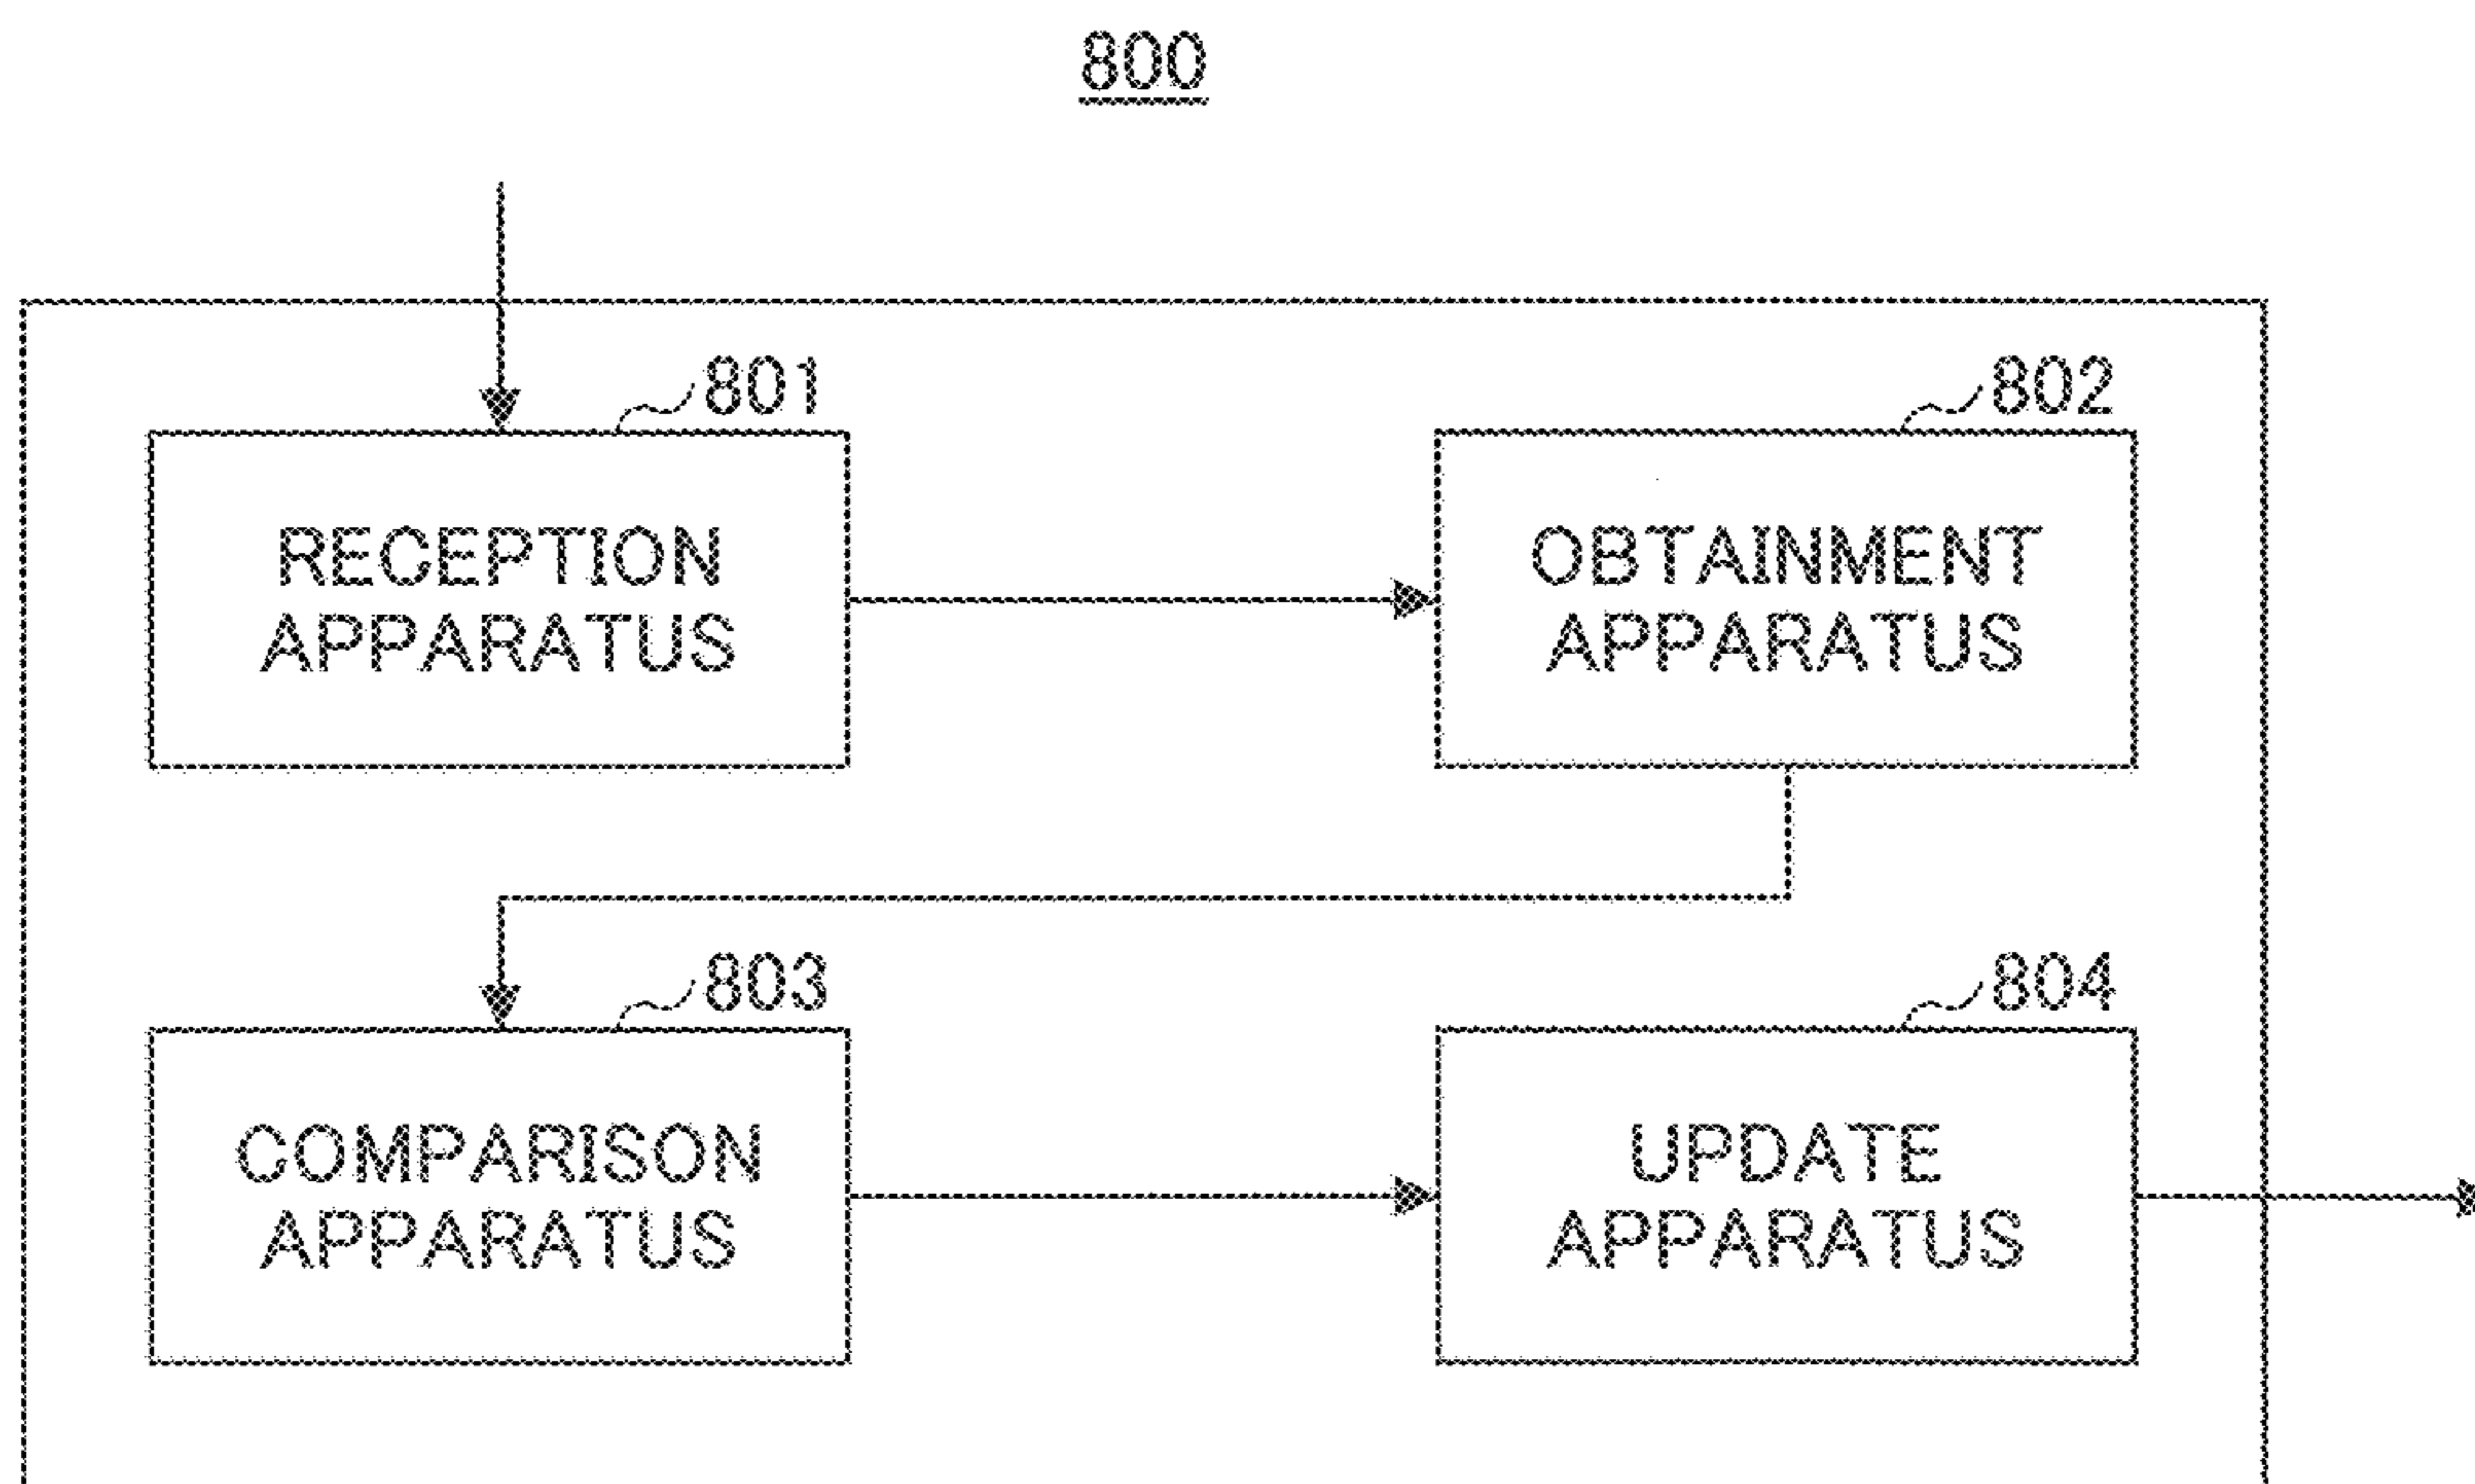 800
801
802
RECEPTION
APPARATUS
OBTAINMENT
APPARATUS
803
804
COMPARISON
APPARATUS
UPDATE
APPARATUS